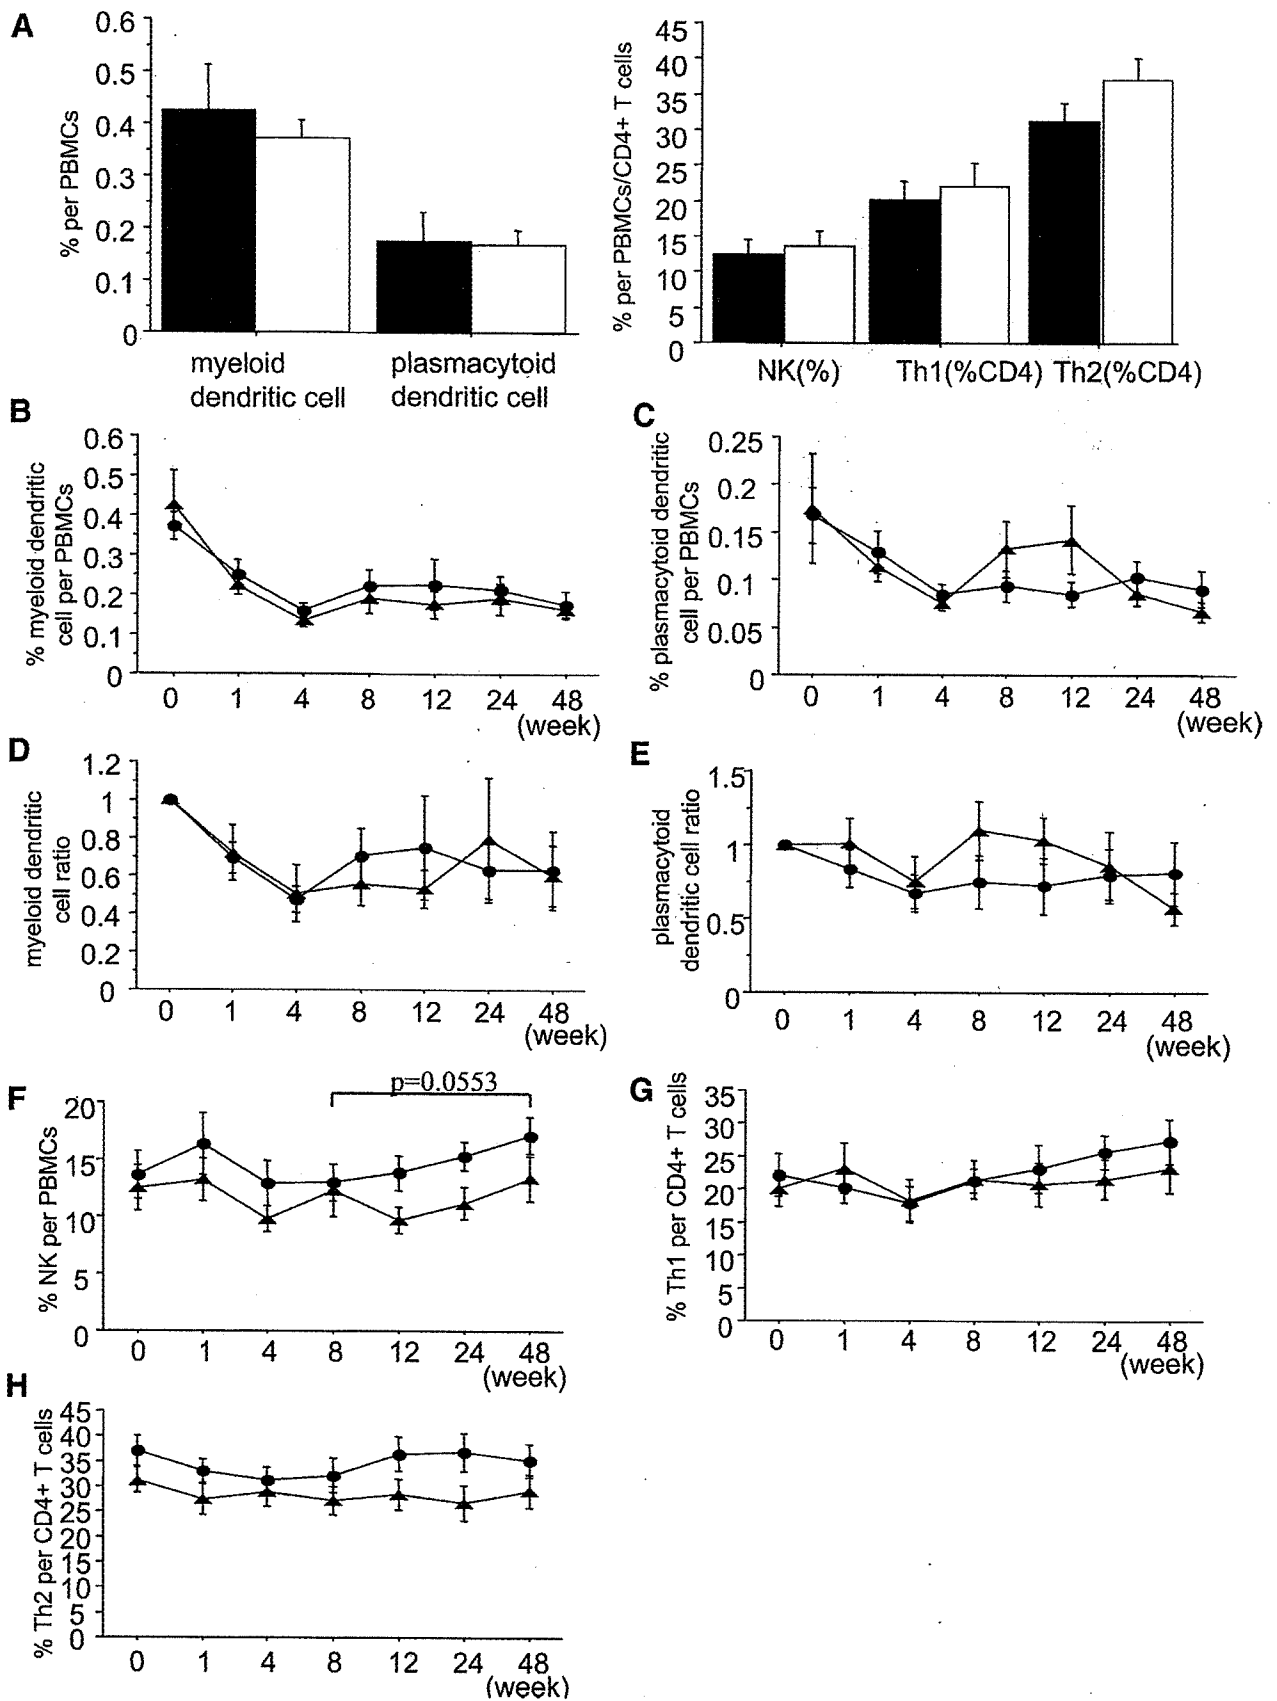 A
% per PBMCs
0.6
0.5
0.4
0.3
0.2
0.1
0
myeloid
dendritic cell
plasmacytoid
dendritic cell
% per PBMCs/CD4+ T cells
45
40
35
30
25
20
15
10
5
0
NK(%)
Th1(%CD4)
Th2(%CD4)
B
% myeloid dendritic
cell per PBMCs
0.6
0.5
0.4
0.3
0.2
0.1
0
0 1 4 8 12 24 48
(week)
C
% plasmacytoid dendritic
cell per PBMCs
0.25
0.2
0.15
0.1
0.05
0
0 1 4 8 12 24 48
(week)
D
myeloid dendritic
cell ratio
1.2
1
0.8
0.6
0.4
0.2
0
0 1 4 8 12 24 48
(week)
E
plasmacytoid
dendritic cell ratio
1.5
1
0.5
0
0 1 4 8 12 24 48
(week)
F
% NK per PBMCs
20
15
10
5
0
p=0.0553
0 1 4 8 12 24 48
(week)
G
% Th1 per CD4+ T cells
35
30
25
20
15
10
5
0
0 1 4 8 12 24 48
(week)
H
% Th2 per CD4+ T cells
45
40
35
30
25
20
15
10
5
0
0 1 4 8 12 24 48
(week)